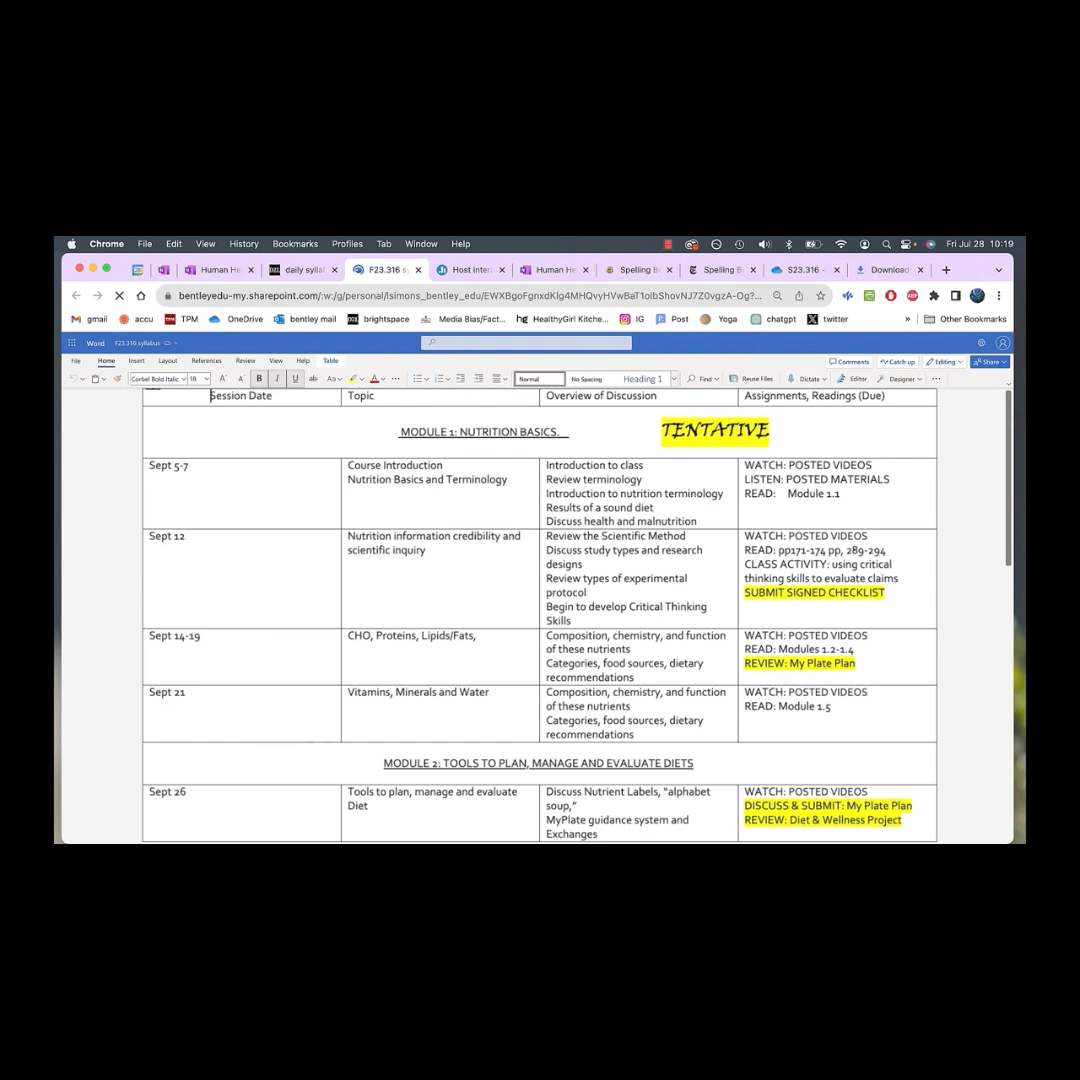 Chrome File Edit View History Bookmarks Profiles Tab Window Help Fri Jul 28 10:19
Human He daily sylla F23.316 s Host inter Human He Spelling B Spelling B S23.316 - Download
bentleyedu-my.sharepoint.com/:w:/g/personal/lsimons_bentley_edu/
gmail accu TPM OneDrive bentley mail brightspace Media Bias/Fact... HealthyGirl Kitche... IG Post Yoga chatgpt twitter » Other Bookmarks
Word F23.316 syllabus
File Home Insert Layout References Review View Help Table Comments Catch up Editing Share
Corbel Bold Italic 18 A A B I U ab Aa A ... Normal No Spacing Heading 1 Find Reuse Files Dictate Editor Designer ...
Session Date Topic Overview of Discussion Assignments, Readings (Due)
MODULE 1: NUTRITION BASICS. TENTATIVE
Sept 5-7
Course Introduction
Nutrition Basics and Terminology
Introduction to class
Review terminology
Introduction to nutrition terminology
Results of a sound diet
Discuss health and malnutrition
WATCH: POSTED VIDEOS
LISTEN: POSTED MATERIALS
READ: Module 1.1
Sept 12
Nutrition information credibility and
scientific inquiry
Review the Scientific Method
Discuss study types and research
designs
Review types of experimental
protocol
Begin to develop Critical Thinking
Skills
WATCH: POSTED VIDEOS
READ: pp171-174 pp, 289-294
CLASS ACTIVITY: using critical
thinking skills to evaluate claims
SUBMIT SIGNED CHECKLIST
Sept 14-19
CHO, Proteins, Lipids/Fats,
Composition, chemistry, and function
of these nutrients
Categories, food sources, dietary
recommendations
WATCH: POSTED VIDEOS
READ: Modules 1.2-1.4
REVIEW: My Plate Plan
Sept 21
Vitamins, Minerals and Water
Composition, chemistry, and function
of these nutrients
Categories, food sources, dietary
recommendations
WATCH: POSTED VIDEOS
READ: Module 1.5
MODULE 2: TOOLS TO PLAN, MANAGE AND EVALUATE DIETS
Sept 26
Tools to plan, manage and evaluate
Diet
Discuss Nutrient Labels, “alphabet
soup,”
MyPlate guidance system and
Exchanges
WATCH: POSTED VIDEOS
DISCUSS & SUBMIT: My Plate Plan
REVIEW: Diet & Wellness Project